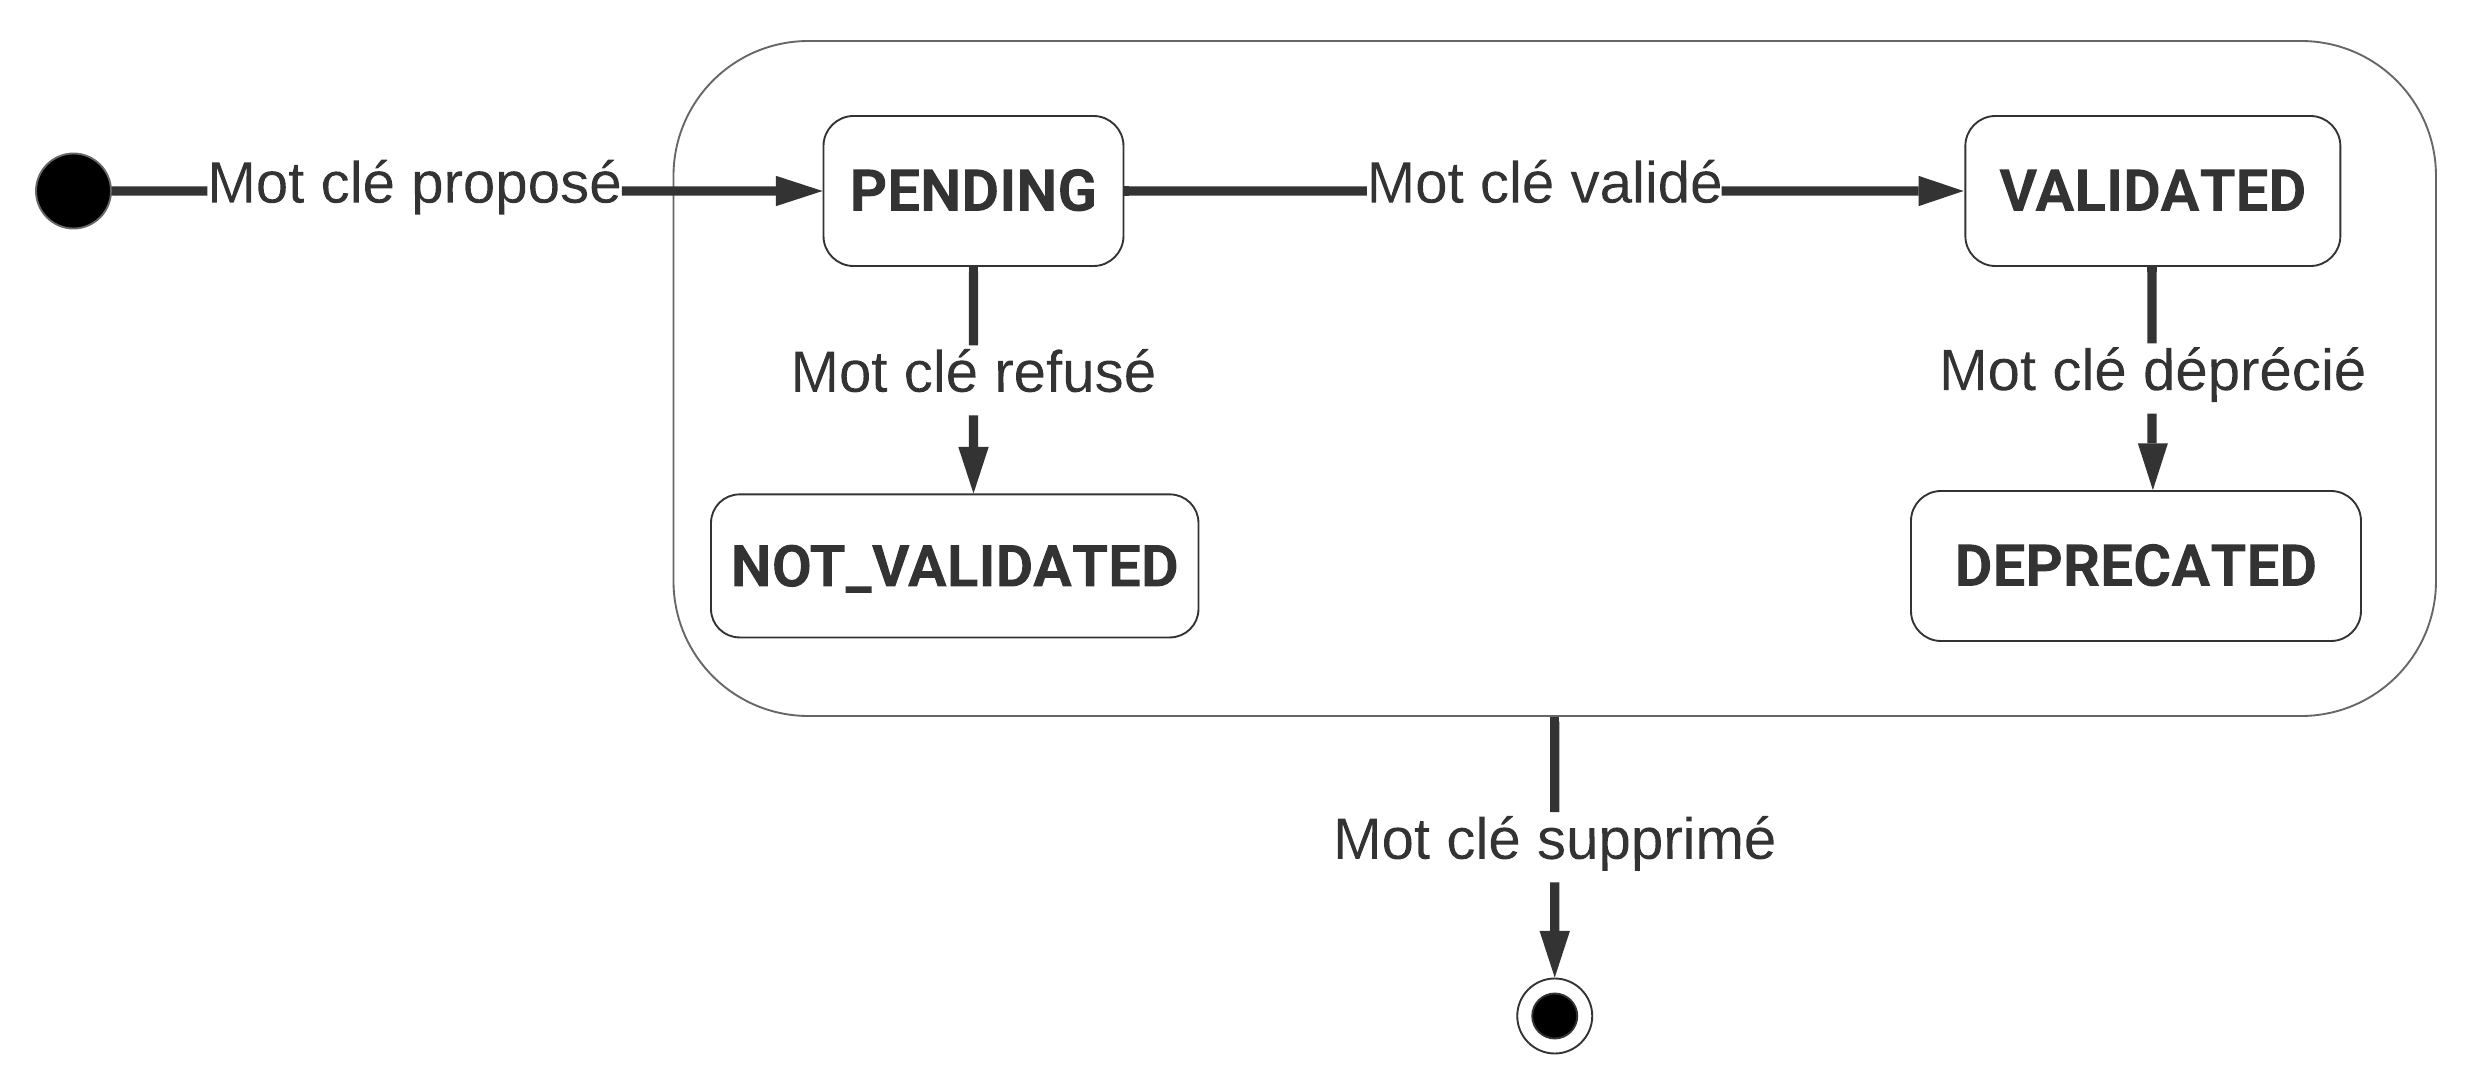 Mot clé proposé
PENDING
Mot clé validé
VALIDATED
Mot clé refusé
Mot clé déprécié
NOT_VALIDATED
DEPRECATED
Mot clé supprimé